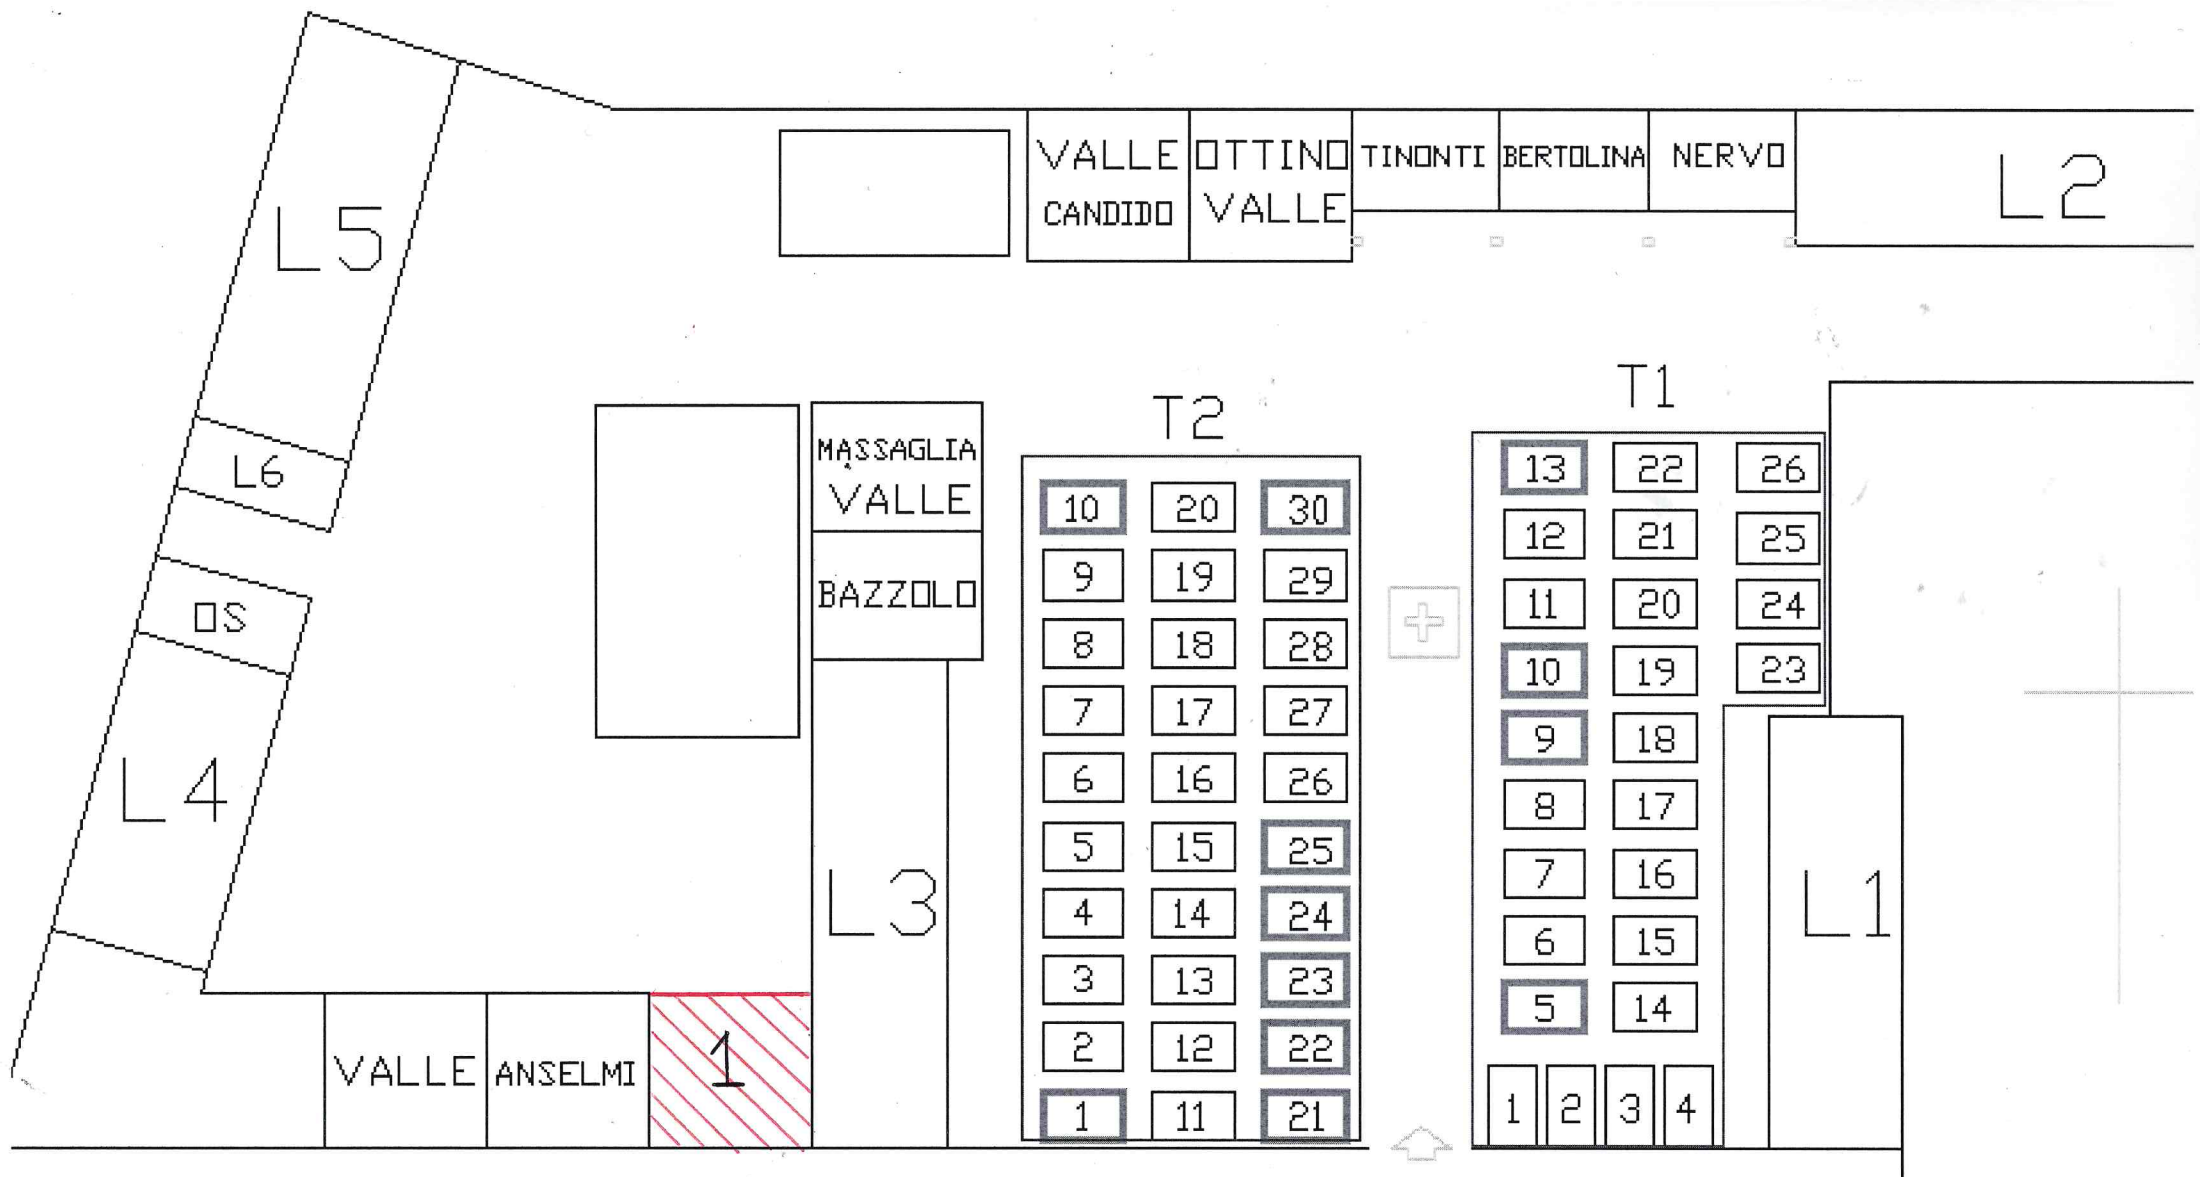 VALLE
CANDIDO
OTTINO
VALLE
TINONTI
BERTOLINA
NERVO
L2
L5
L6
OS
L4
MASSAGLIA
VALLE
BAZZOLO
L3
VALLE
ANSELMI
1
T2
10 20 30
9 19 29
8 18 28
7 17 27
6 16 26
5 15 25
4 14 24
3 13 23
2 12 22
1 11 21
T1
13 22 26
12 21 25
11 20 24
10 19 23
9 18
8 17
7 16
6 15
5 14
1 2 3 4
L1